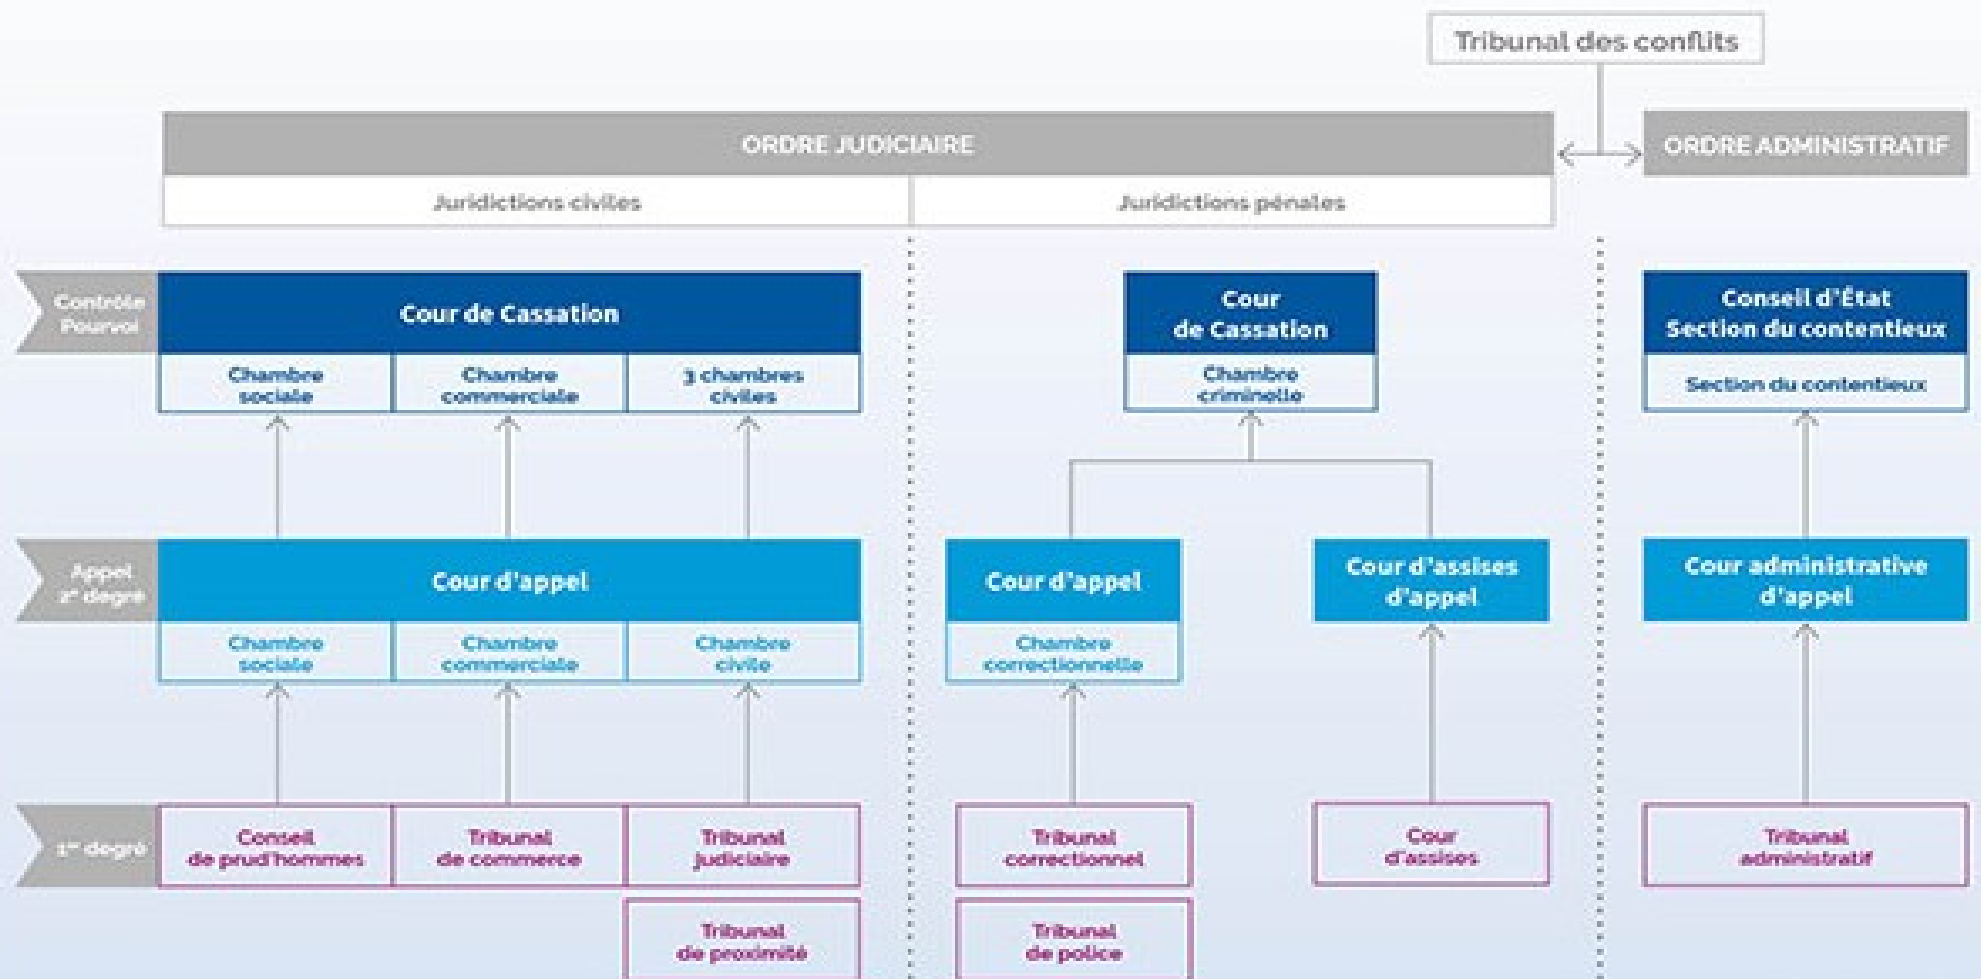 Tribunal des conflits
ORDRE JUDICIAIRE
ORDRE ADMINISTRATIF
Juridictions civiles
Juridictions pénales
Contrôle
Pourvoi
Cour de Cassation
Cour
de Cassation
Conseil d'État
Section du contentieux
Chambre
sociale
Chambre
commerciale
3 chambres
civiles
Chambre
criminelle
Section du contentieux
Appel
2e degré
Cour d'appel
Cour d'appel
Cour d'assises
d'appel
Cour administrative
d'appel
Chambre
sociale
Chambre
commerciale
Chambre
civile
Chambre
correctionnelle
1er degré
Conseil
de prud'hommes
Tribunal
de commerce
Tribunal
judiciaire
Tribunal
correctionnel
Cour
d'assises
Tribunal
administratif
Tribunal
de proximité
Tribunal
de police